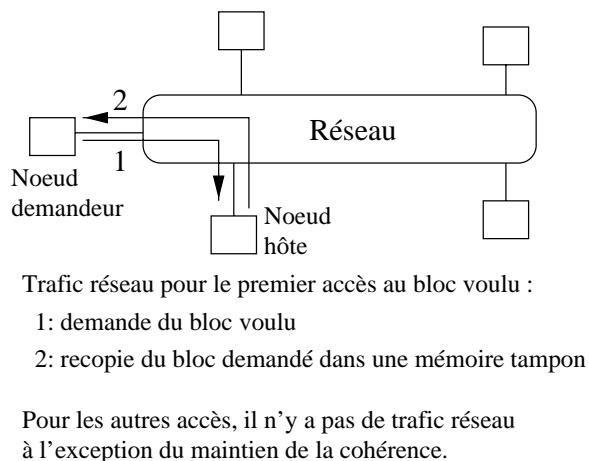 2
Réseau
1
Noeud
demandeur
Noeud
hôte
Trafic réseau pour le premier accès au bloc voulu :
1: demande du bloc voulu
2: recopie du bloc demandé dans une mémoire tampon
Pour les autres accès, il n'y a pas de trafic réseau
à l'exception du maintien de la cohérence.